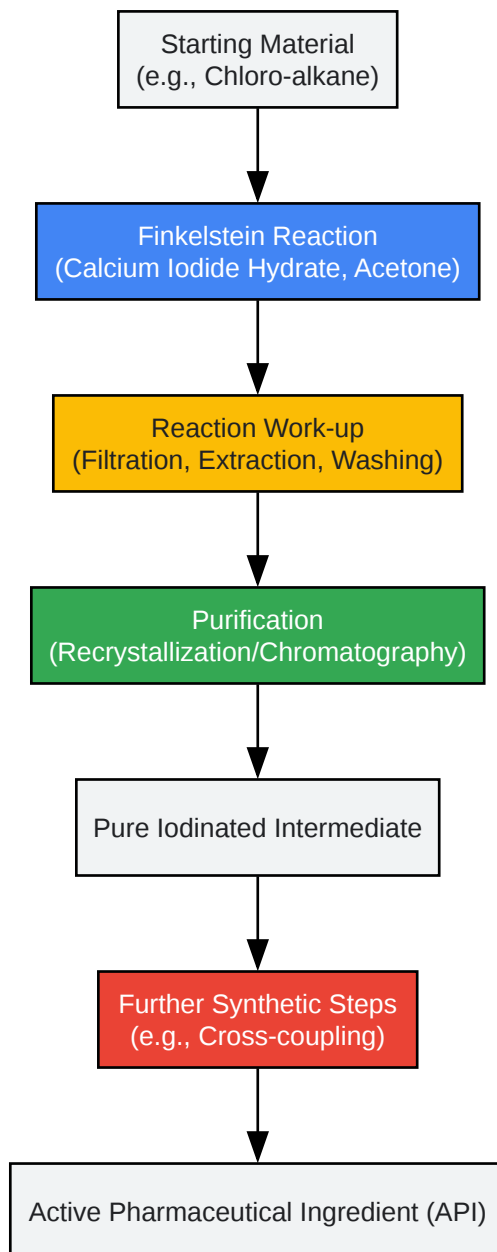 Starting Material
(e.g., Chloro-alkane)
Finkelstein Reaction
(Calcium Iodide Hydrate, Acetone)
Reaction Work-up
(Filtration, Extraction, Washing)
Purification
(Recrystallization/Chromatography)
Pure Iodinated Intermediate
Further Synthetic Steps
(e.g., Cross-coupling)
Active Pharmaceutical Ingredient (API)